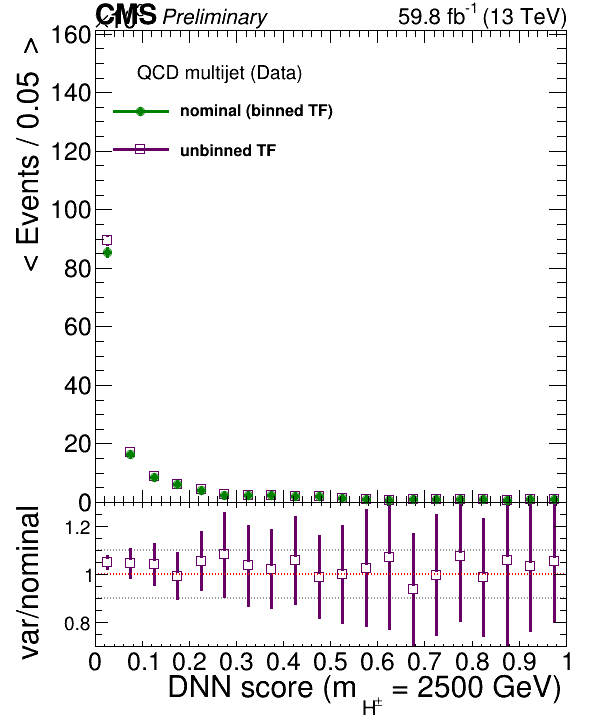 CMS Preliminary 59.8 fb-1 (13 TeV)
160
140
120
100
80
60
40
20
0
< Events / 0.05 >
QCD multijet (Data)
nominal (binned TF)
unbinned TF
1.2
1
0.8
var/nominal
0 0.1 0.2 0.3 0.4 0.5 0.6 0.7 0.8 0.9 1
DNN score (m H± = 2500 GeV)